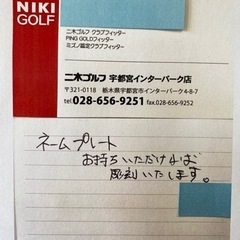 NIKI
GOLF
二木ゴルフ クラブフィッター
PING GOLDフィッター
ミズノ鑑定クラブフィッター
二木ゴルフ 宇都宮インターパーク店
〒321-0118 栃木県宇都宮市インターパーク4-8-7
tel.028-656-9251 fax.028-656-9252
ネームプレート
お持ちいただければ
彫刻いたします。